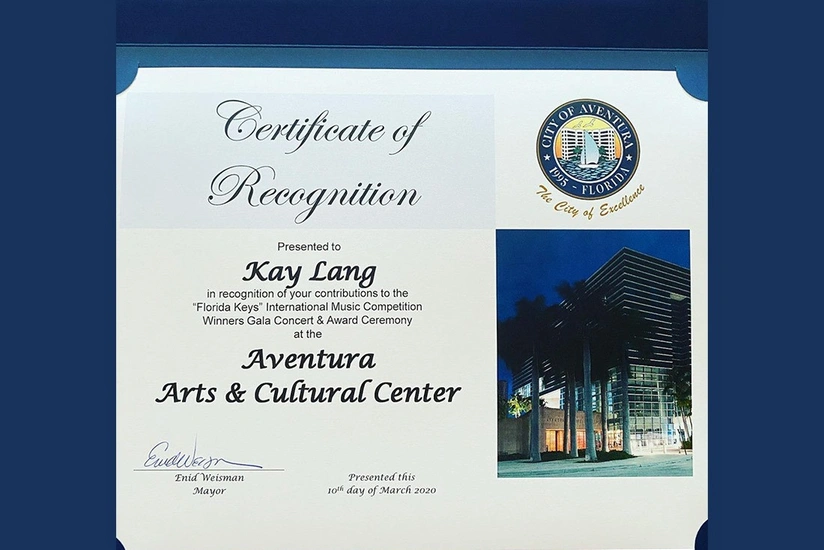 Certificate of
Recognition
CITY OF AVENTURA
1995 - FLORIDA
The City of Excellence
Presented to
Kay Lang
in recognition of your contributions to the
"Florida Keys" International Music Competition
Winners Gala Concert & Award Ceremony
at the
Aventura
Arts & Cultural Center
Enid Weisman
Enid Weisman
Mayor
Presented this
10th day of March 2020